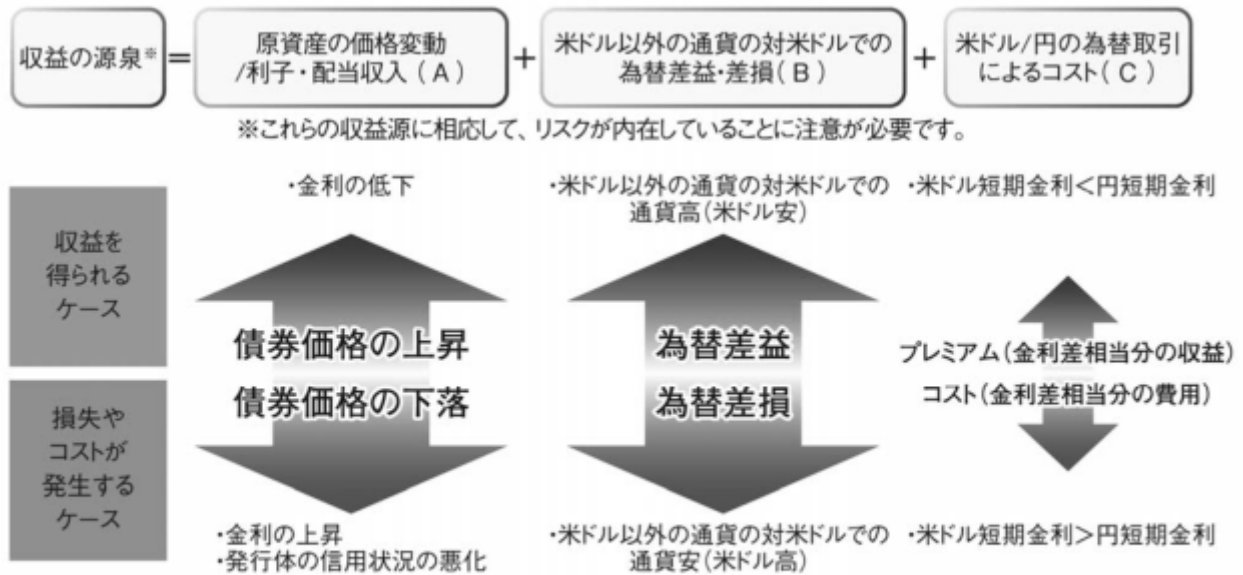 収益の源泉※ = 原資産の価格変動 + 米ドル以外の通貨の対米ドルでの + 米ドル/円の為替取引
/利子・配当収入（A） 為替差益・差損（B） によるコスト（C）
※これらの収益源に相応して、リスクが内在していることに注意が必要です。
収益を
得られる
ケース
・金利の低下
・米ドル以外の通貨の対米ドルでの
通貨高（米ドル安）
・米ドル短期金利＜円短期金利
債券価格の上昇
為替差益
プレミアム（金利差相当分の収益）
債券価格の下落
為替差損
コスト（金利差相当分の費用）
損失や
コストが
発生する
ケース
・金利の上昇
・発行体の信用状況の悪化
・米ドル以外の通貨の対米ドルでの
通貨安（米ドル高）
・米ドル短期金利＞円短期金利